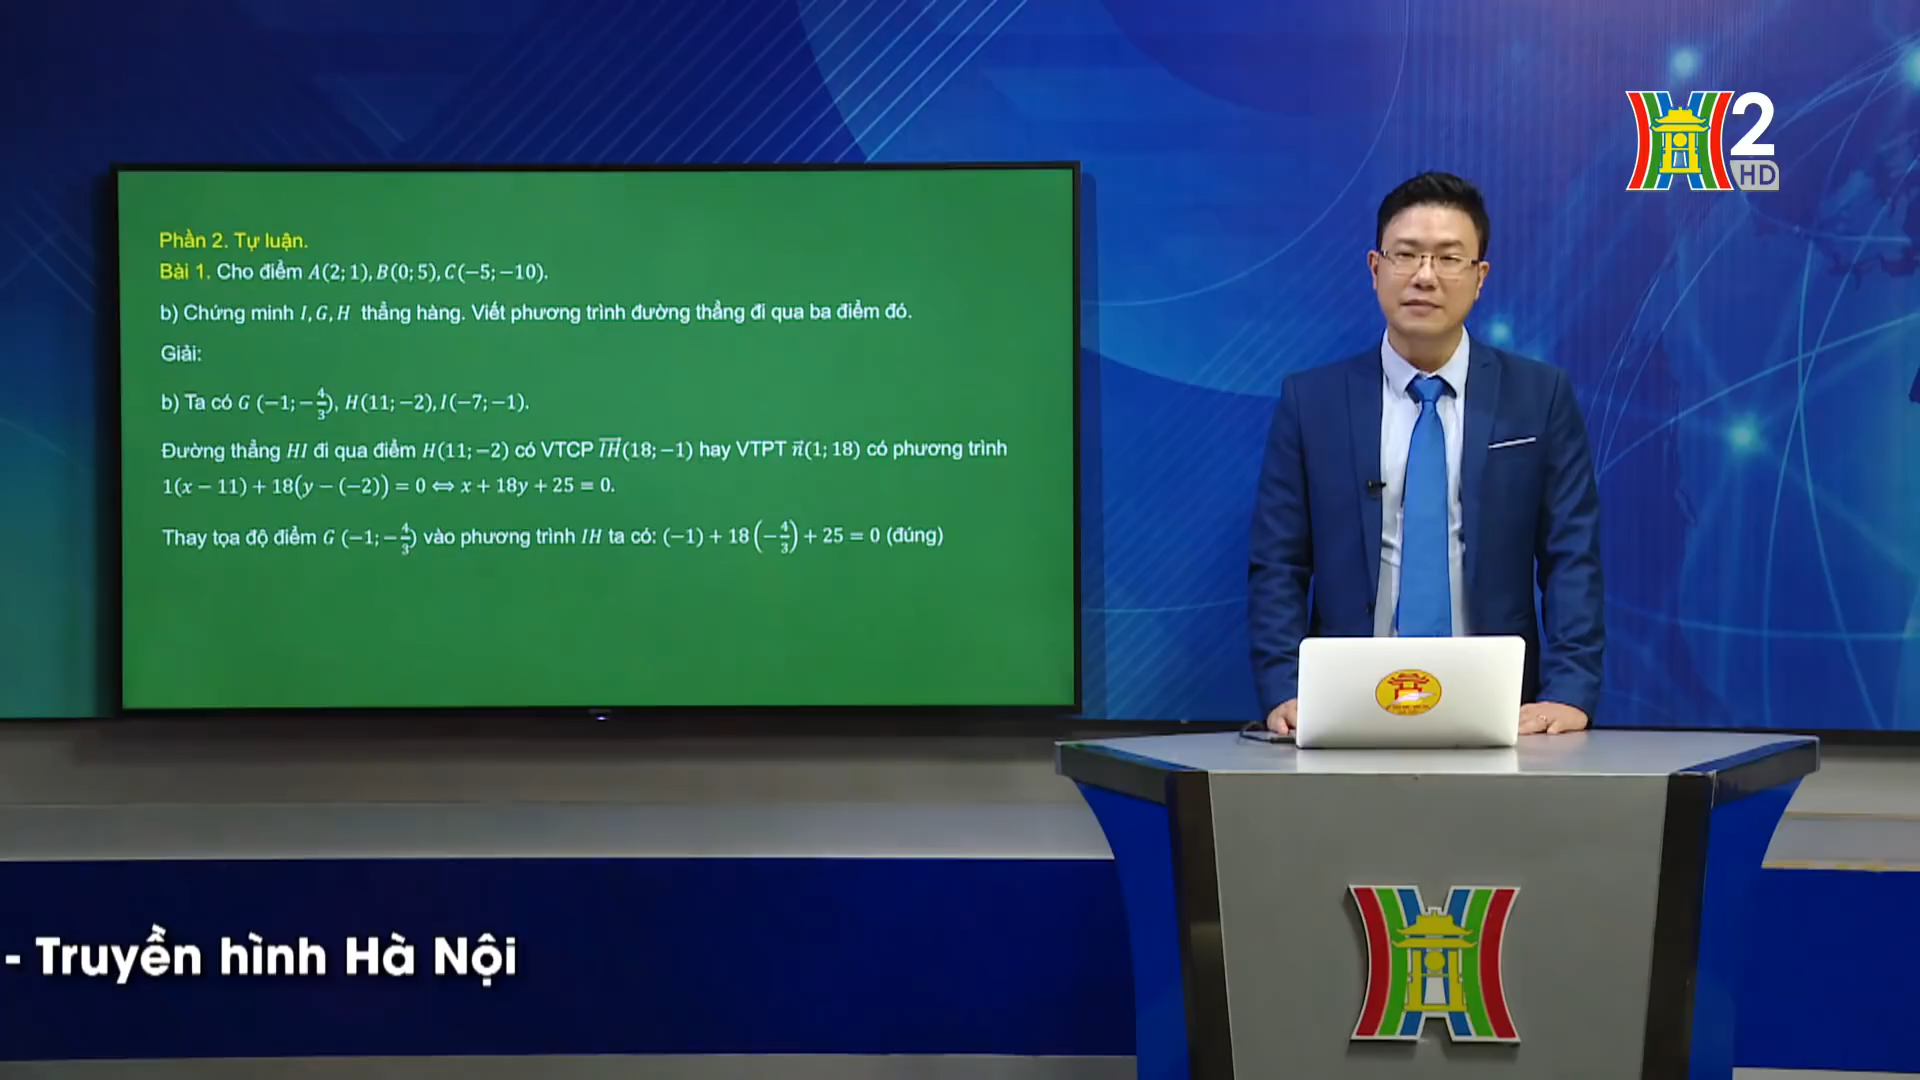 2
HD
Phần 2. Tự luận.
Bài 1. Cho điểm A(2; 1), B(0; 5), C(−5; −10).
b) Chứng minh I, G, H thẳng hàng. Viết phương trình đường thẳng đi qua ba điểm đó.
Giải:
b) Ta có G (−1; −4/3), H(11; −2), I(−7; −1).
Đường thẳng HI đi qua điểm H(11; −2) có VTCP \overrightarrow{IH}(18; −1) hay VTPT \vec{n}(1; 18) có phương trình
1(x − 11) + 18(y − (−2)) = 0 ⟺ x + 18y + 25 = 0.
Thay tọa độ điểm G (−1; −4/3) vào phương trình IH ta có: (−1) + 18 (−4/3) + 25 = 0 (đúng)
- Truyền hình Hà Nội